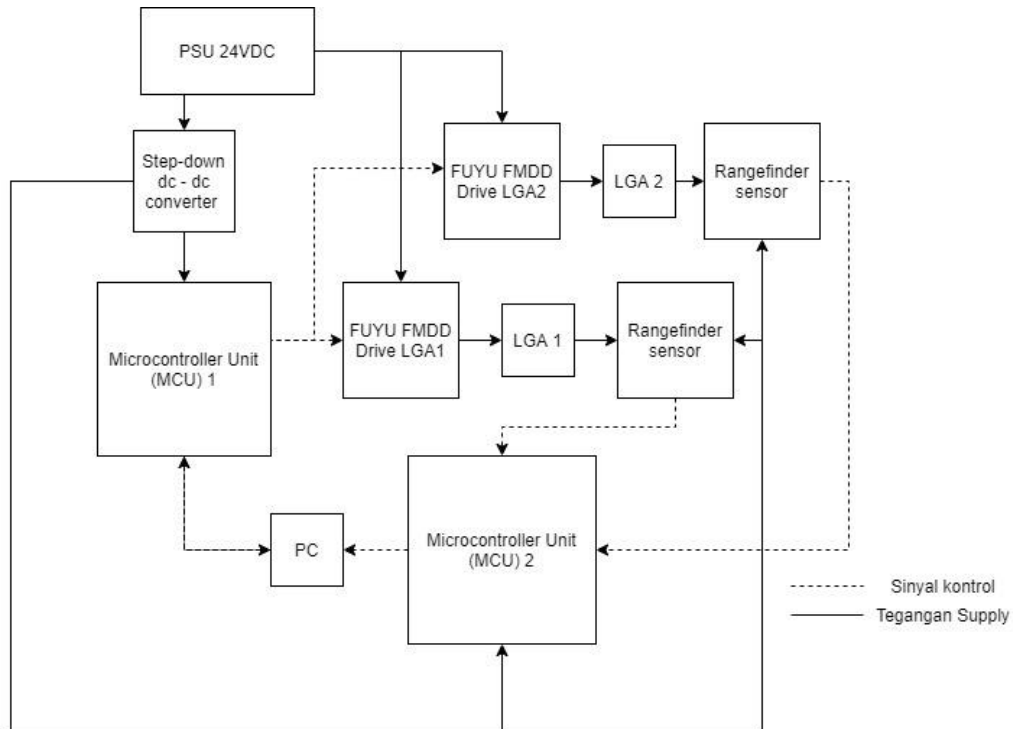 PSU 24VDC
Step-down
dc - dc
converter
FUYU FMDD
Drive LGA2
LGA 2
Rangefinder
sensor
Microcontroller Unit
(MCU) 1
FUYU FMDD
Drive LGA1
LGA 1
Rangefinder
sensor
PC
Microcontroller Unit
(MCU) 2
Sinyal kontrol
Tegangan Supply